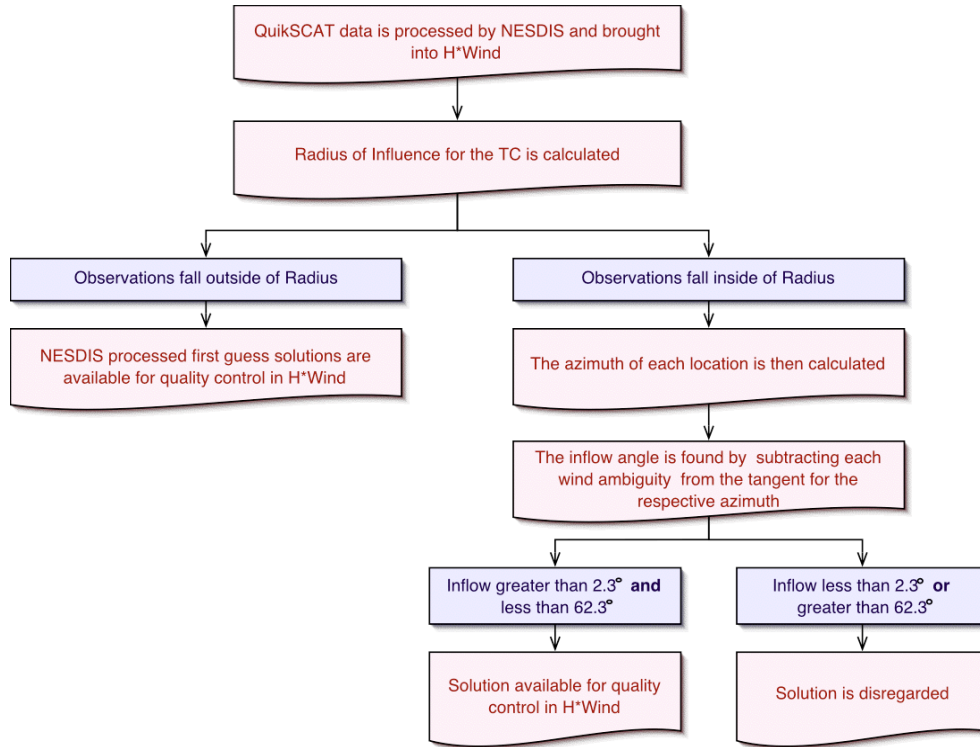 QuikSCAT data is processed by NESDIS and brought
into H*Wind
Radius of Influence for the TC is calculated
Observations fall outside of Radius
Observations fall inside of Radius
NESDIS processed first guess solutions are
available for quality control in H*Wind
The azimuth of each location is then calculated
The inflow angle is found by subtracting each
wind ambiguity from the tangent for the
respective azimuth
Inflow greater than 2.3° and
less than 62.3°
Inflow less than 2.3° or
greater than 62.3°
Solution available for quality
control in H*Wind
Solution is disregarded